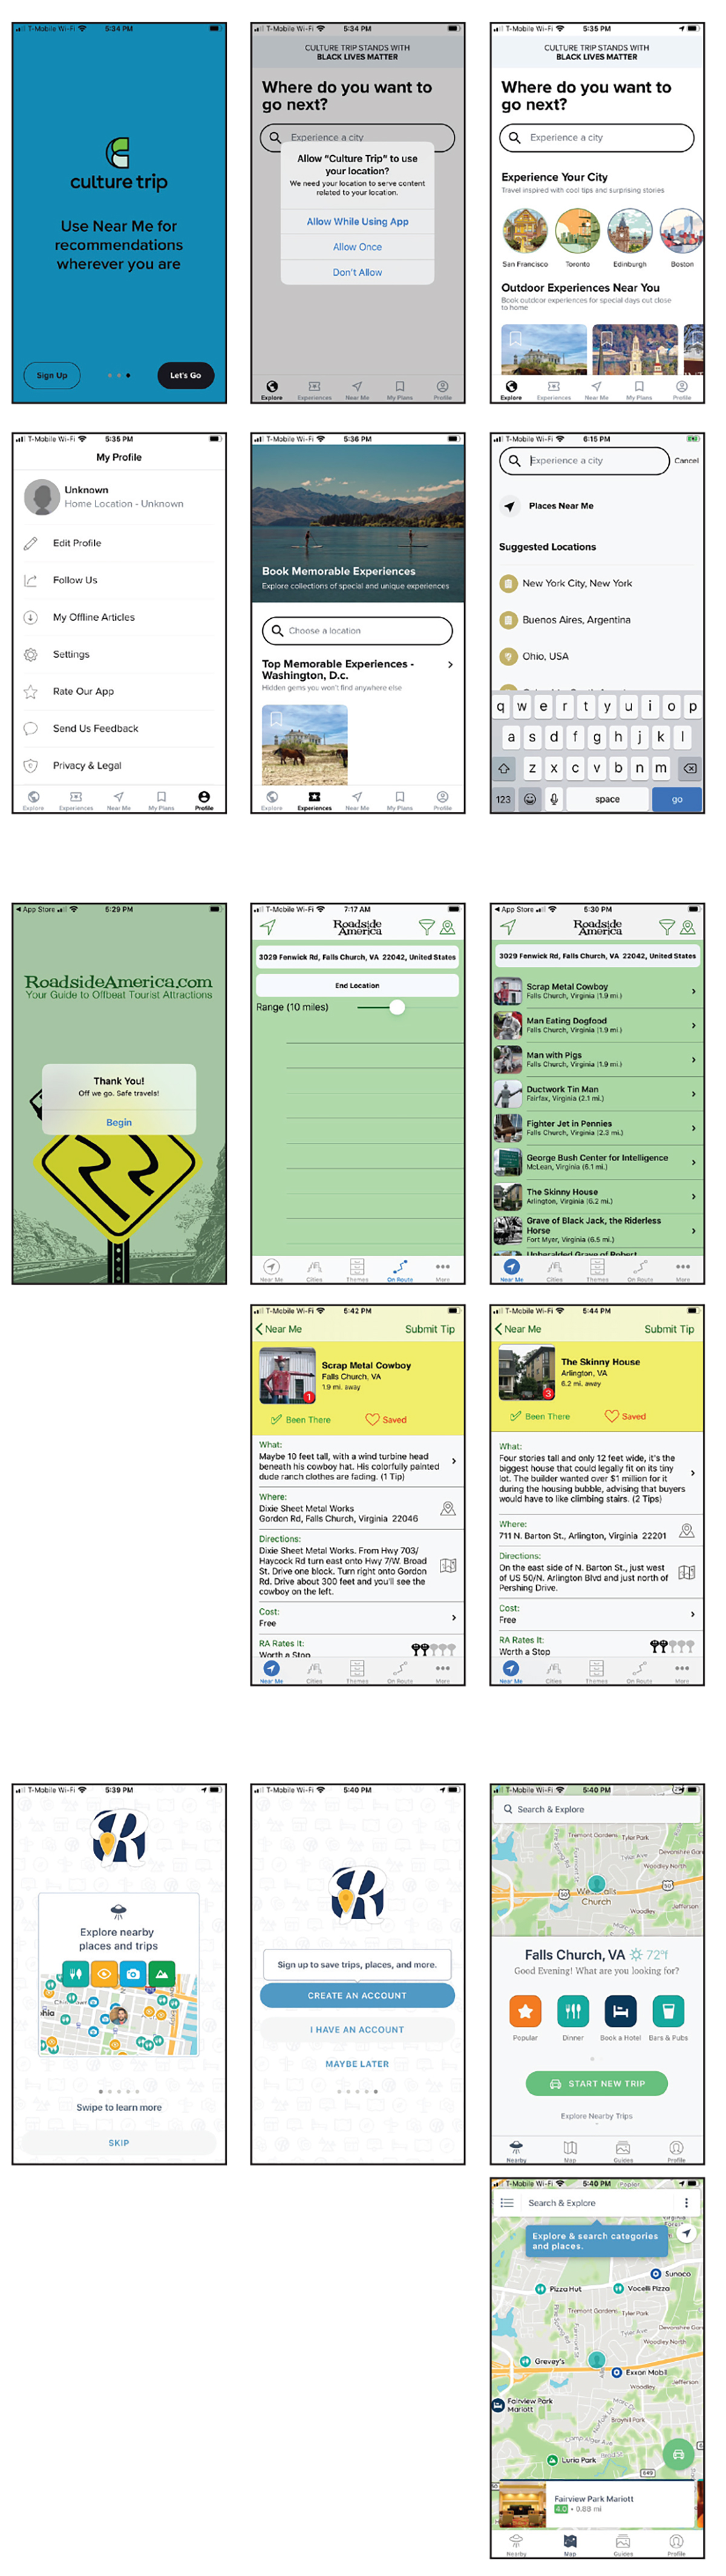 T-Mobile Wi-Fi 5:34 PM
culture trip
Use Near Me for
recommendations
wherever you are
Sign Up
Let's Go
T-Mobile Wi-Fi 5:34 PM
CULTURE TRIP STANDS WITH
BLACK LIVES MATTER
Where do you want to
go next?
Experience a city
Allow "Culture Trip" to use
your location?
We need your location to serve content
related to your location.
Allow While Using App
Allow Once
Don't Allow
Explore Experiences Near Me My Plans Profile
T-Mobile Wi-Fi 5:35 PM
CULTURE TRIP STANDS WITH
BLACK LIVES MATTER
Where do you want to
go next?
Experience a city
Experience Your City
Travel inspired with cool tips and surprising stories
San Francisco Toronto Edinburgh Boston
Outdoor Experiences Near You
Book outdoor experiences for special days out close
to home
Explore Experiences Near Me My Plans Profile
T-Mobile Wi-Fi 5:35 PM
My Profile
Unknown
Home Location - Unknown
Edit Profile
Follow Us
My Offline Articles
Settings
Rate Our App
Send Us Feedback
Privacy & Legal
Explore Experiences Near Me My Plans Profile
T-Mobile Wi-Fi 5:36 PM
Book Memorable Experiences
Explore collections of special and unique experiences
Choose a location
Top Memorable Experiences -
Washington, D.c.
Hidden gems you won't find anywhere else
Explore Experiences Near Me My Plans Profile
T-Mobile Wi-Fi 6:15 PM
Experience a city
Cancel
Places Near Me
Suggested Locations
New York City, New York
Buenos Aires, Argentina
Ohio, USA
q w e r t y u i o p
a s d f g h j k l
z x c v b n m
123 space go
App Store 5:29 PM
RoadsideAmerica.com
Your Guide to Offbeat Tourist Attractions
Thank You!
Off we go. Safe travels!
Begin
T-Mobile Wi-Fi 7:17 AM
Roadside
America
3029 Fenwick Rd, Falls Church, VA 22042, United States
End Location
Range (10 miles)
Near Me Cities Themes On Route More
App Store 5:30 PM
Roadside
America
3029 Fenwick Rd, Falls Church, VA 22042, United States
Scrap Metal Cowboy
Falls Church, Virginia (1.9 mi.)
Man Eating Dogfood
Falls Church, Virginia (1.9 mi.)
Man with Pigs
Falls Church, Virginia (1.9 mi.)
Ductwork Tin Man
Fairfax, Virginia (2.1 mi.)
Fighter Jet in Pennies
Falls Church, Virginia (2.3 mi.)
George Bush Center for Intelligence
McLean, Virginia (6.1 mi.)
The Skinny House
Arlington, Virginia (6.2 mi.)
Grave of Black Jack, the Riderless
Horse
Fort Myer, Virginia (6.5 mi.)
Unheralded Grave of Robert
Near Me Cities Themes On Route More
T-Mobile Wi-Fi 5:42 PM
Near Me
Submit Tip
Scrap Metal Cowboy
Falls Church, VA
1.9 mi. away
1
Been There
Saved
What:
Maybe 10 feet tall, with a wind turbine head
beneath his cowboy hat. His colorfully painted
dude ranch clothes are fading. (1 Tip)
Where:
Dixie Sheet Metal Works
Gordon Rd, Falls Church, Virginia 22046
Directions:
Dixie Sheet Metal Works. From Hwy 703/
Haycock Rd turn east onto Hwy 7/W. Broad
St. Drive one block. Turn right onto Gordon
Rd. Drive about 300 feet and you'll see the
cowboy on the left.
Cost:
Free
RA Rates It:
Worth a Stop
Near Me Cities Themes On Route More
T-Mobile Wi-Fi 5:44 PM
Near Me
Submit Tip
The Skinny House
Arlington, VA
6.2 mi. away
3
Been There
Saved
What:
Four stories tall and only 12 feet wide, it's the
biggest house that could legally fit on its tiny
lot. The builder wanted over $1 million for it
during the housing bubble, advising that buyers
would have to like climbing stairs. (2 Tips)
Where:
711 N. Barton St., Arlington, Virginia 22201
Directions:
On the east side of N. Barton St., just west
of US 50/N. Arlington Blvd and just north of
Pershing Drive.
Cost:
Free
RA Rates It:
Worth a Stop
Near Me Cities Themes On Route More
T-Mobile Wi-Fi 5:39 PM
R
Explore nearby
places and trips
Swipe to learn more
SKIP
T-Mobile Wi-Fi 5:40 PM
R
Sign up to save trips, places, and more.
CREATE AN ACCOUNT
I HAVE AN ACCOUNT
MAYBE LATER
T-Mobile Wi-Fi 5:40 PM
Search & Explore
Tremont Gardens Tyler Park
Tyler Ave
Woodley North
50
50
West Falls
Church
Woodley
Jefferson
Falls Church, VA 72°F
Good Evening! What are you looking for?
Popular Dinner Book a Hotel Bars & Pubs
START NEW TRIP
Explore Nearby Trips
Nearby Map Guides Profile
T-Mobile Wi-Fi 5:40 PM
Search & Explore
Explore & search categories
and places.
Sunoco
Pizza Hut
Vocelli Pizza
Tremont Gardens Tyler Park
Tyler Ave
Woodley North
Grevey's
Exxon Mobil
Woodley
Jefferson
Fairview Park
Mariott
Broyhill Park
Luria Park
649
Fairview Park Mariott
4.0 • 0.88 mi
Nearby Map Guides Profile